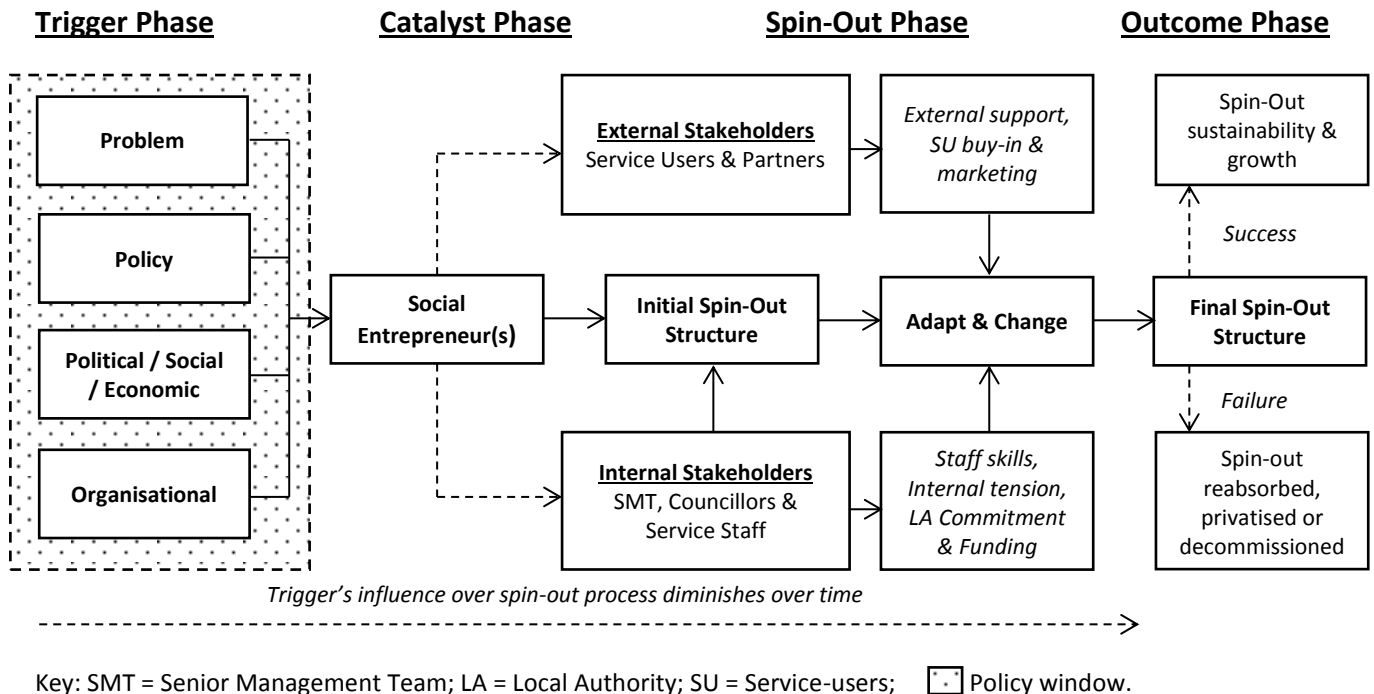 Trigger Phase
Catalyst Phase
Spin-Out Phase
Outcome Phase
Problem
Policy
Political / Social
/ Economic
Organisational
Social
Entrepreneur(s)
External Stakeholders
Service Users & Partners
Initial Spin-Out
Structure
Internal Stakeholders
SMT, Councillors &
Service Staff
External support,
SU buy-in &
marketing
Adapt & Change
Staff skills,
Internal tension,
LA Commitment
& Funding
Spin-Out
sustainability &
growth
Success
Final Spin-Out
Structure
Failure
Spin-out
reabsorbed,
privatised or
decommissioned
Trigger’s influence over spin-out process diminishes over time
Key: SMT = Senior Management Team; LA = Local Authority; SU = Service-users; Policy window.